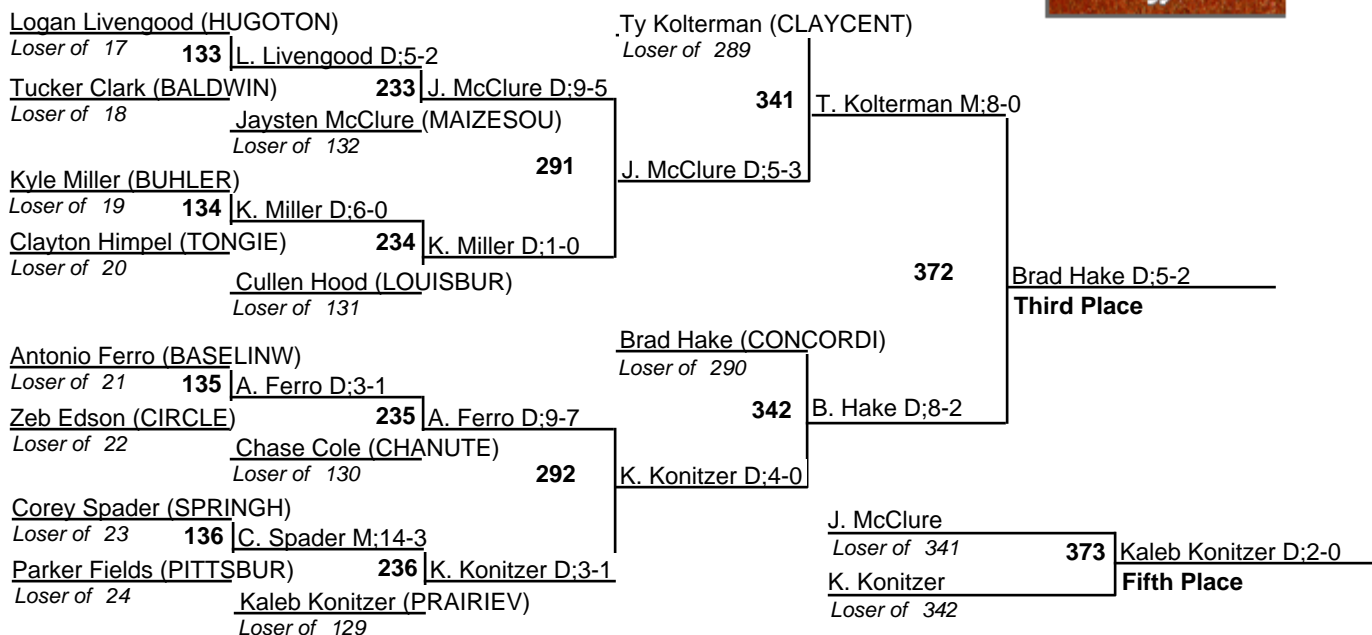 Logan Livengood (HUGOTON)
Loser of 17
133 L. Livengood D;5-2
Tucker Clark (BALDWIN)
Loser of 18
233 J. McClure D;9-5
Jaysten McClure (MAIZESOU)
Loser of 132
291
Kyle Miller (BUHLER)
Loser of 19
134 K. Miller D;6-0
Clayton Himpel (TONGIE)
Loser of 20
234 K. Miller D;1-0
Cullen Hood (LOUISBUR)
Loser of 131
Antonio Ferro (BASELINW)
Loser of 21
135 A. Ferro D;3-1
Zeb Edson (CIRCLE)
Loser of 22
235 A. Ferro D;9-7
Chase Cole (CHANUTE)
Loser of 130
292
Corey Spader (SPRINGH)
Loser of 23
136 C. Spader M;14-3
Parker Fields (PITTSBUR)
Loser of 24
236 K. Konitzer D;3-1
Kaleb Konitzer (PRAIRIEV)
Loser of 129
Ty Kolterman (CLAYCENT)
Loser of 289
341 T. Kolterman M;8-0
J. McClure D;5-3
372 Brad Hake D;5-2
Third Place
Brad Hake (CONCORDI)
Loser of 290
342 B. Hake D;8-2
K. Konitzer D;4-0
J. McClure
Loser of 341
373 Kaleb Konitzer D;2-0
K. Konitzer
Fifth Place
Loser of 342